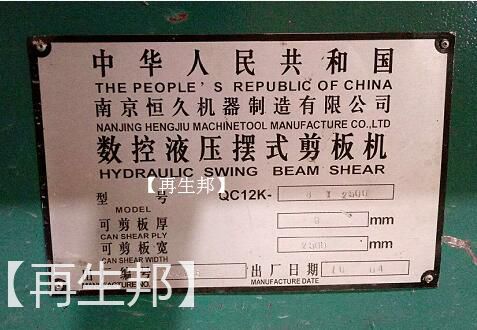 中华人民共和国
THE PEOPLE'S REPUBLIC OF CHINA
南京恒久机器制造有限公司
NANJING HENGJIU MACHINETOOL MANUFACTURE CO.,LTD
数控液压摆式剪板机
HYDRAULIC SWING BEAM SHEAR
【再生邦】
型 号 QC12K- X 2500
MODEL
可剪板厚 mm
CAN SHEAR PLY
可剪板宽 2500 mm
CAN SHEAR WIDTH
出厂日期
MANUFACTURE NO. MANUFACTURE DATE
【再生邦】